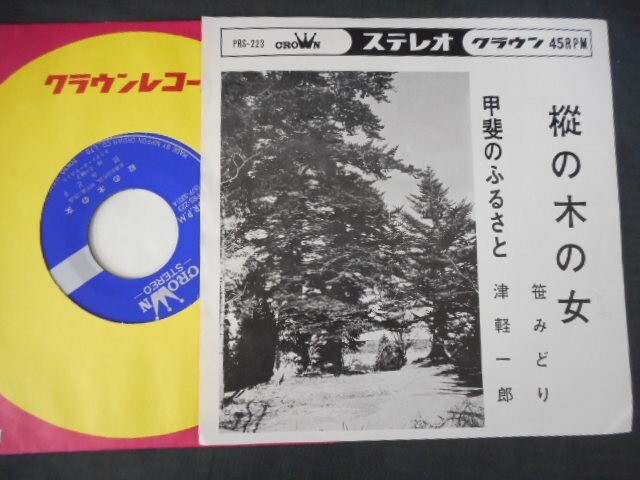 PRS-223 CROWN ステレオ クラウン 45RPM
樅の木の女
笹みどり
甲斐のふるさと
津軽一郎
クラウンレコー
CROWN
STEREO